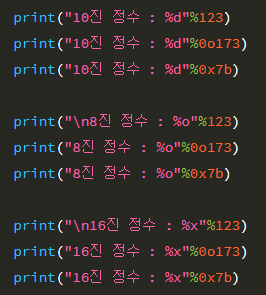 print("10진 정수 : %d"%123)
print("10진 정수 : %d"%0o173)
print("10진 정수 : %d"%0x7b)
print("\n8진 정수 : %o"%123)
print("8진 정수 : %o"%0o173)
print("8진 정수 : %o"%0x7b)
print("\n16진 정수 : %x"%123)
print("16진 정수 : %x"%0o173)
print("16진 정수 : %x"%0x7b)